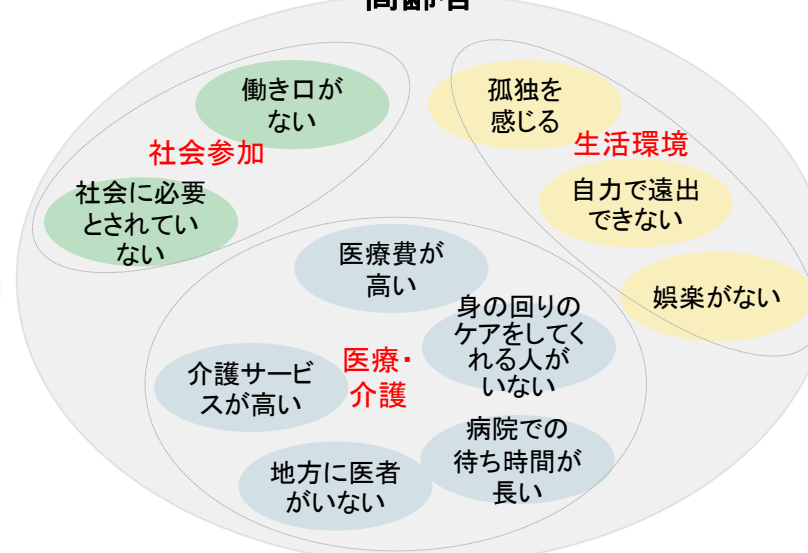 高齢者
働き口が
ない
社会参加
社会に必要
とされてい
ない
孤独を
感じる
生活環境
自力で遠出
できない
娯楽がない
医療費が
高い
身の回りの
ケアをしてく
れる人が
いない
医療・
介護
介護サービ
スが高い
病院での
待ち時間が
長い
地方に医者
がいない